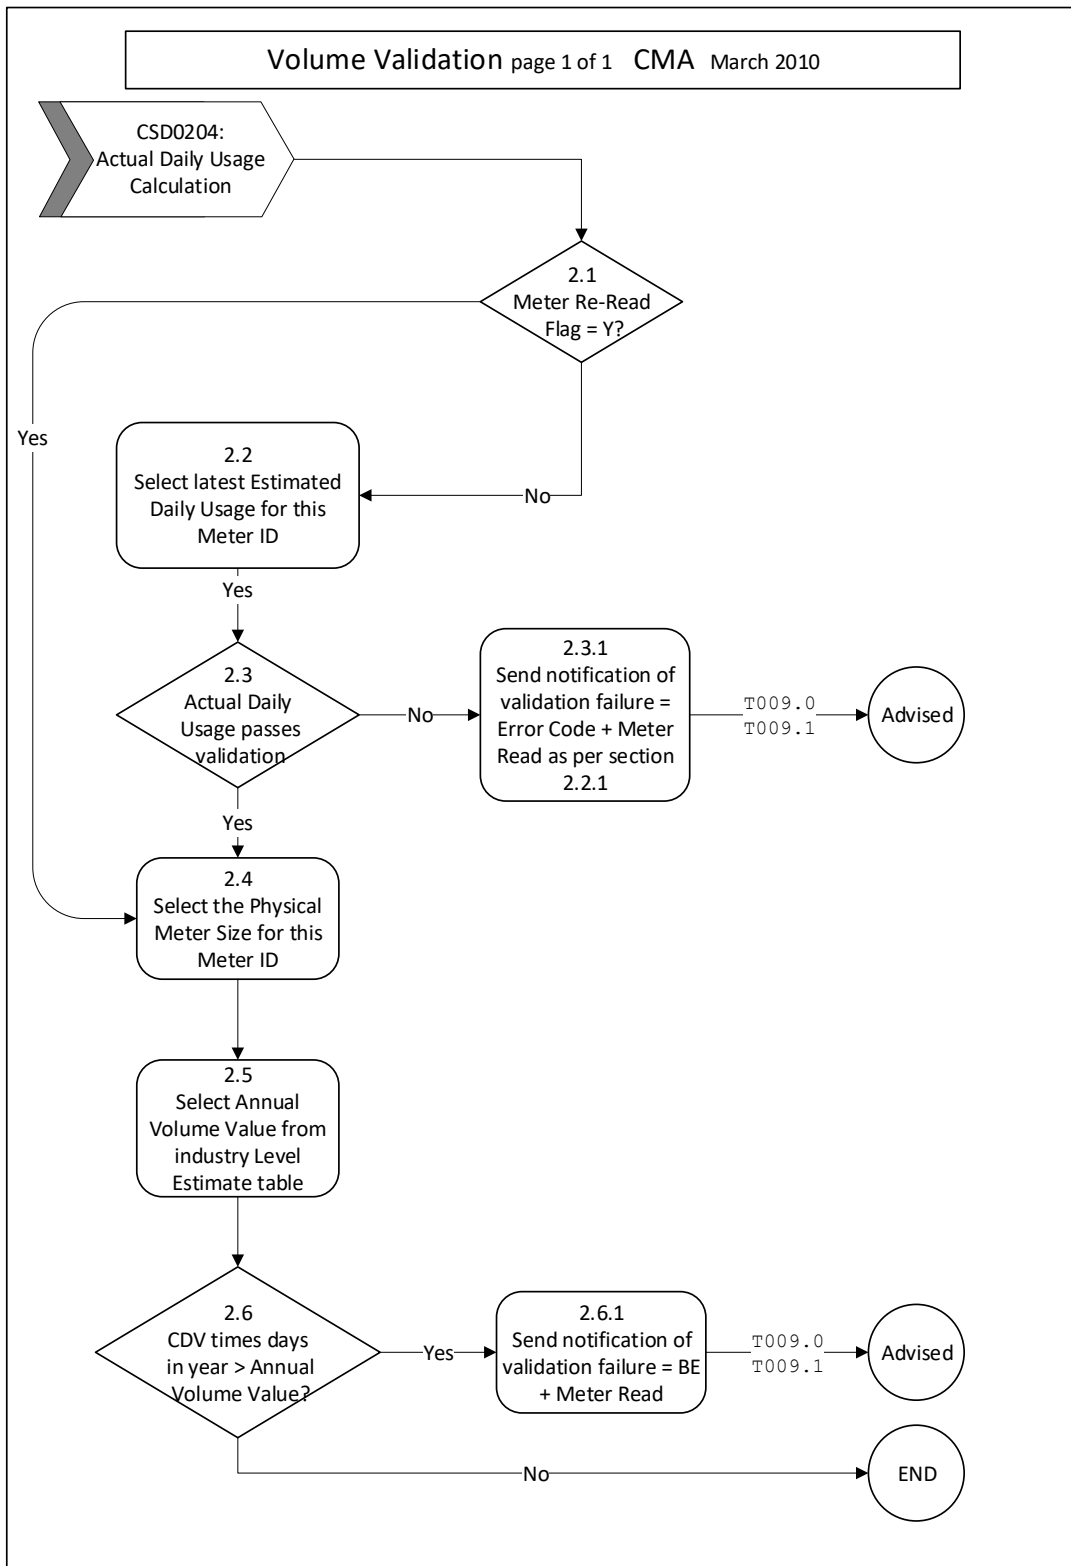 Volume Validation page 1 of 1 CMA March 2010
CSD0204:
Actual Daily Usage
Calculation
2.1
Meter Re-Read
Flag = Y?
Yes
No
2.2
Select latest Estimated
Daily Usage for this
Meter ID
Yes
2.3
Actual Daily
Usage passes
validation
No
2.3.1
Send notification of
validation failure =
Error Code + Meter
Read as per section
2.2.1
T009.0
T009.1
Advised
Yes
2.4
Select the Physical
Meter Size for this
Meter ID
2.5
Select Annual
Volume Value from
industry Level
Estimate table
2.6
CDV times days
in year > Annual
Volume Value?
Yes
2.6.1
Send notification of
validation failure = BE
+ Meter Read
T009.0
T009.1
Advised
No
END